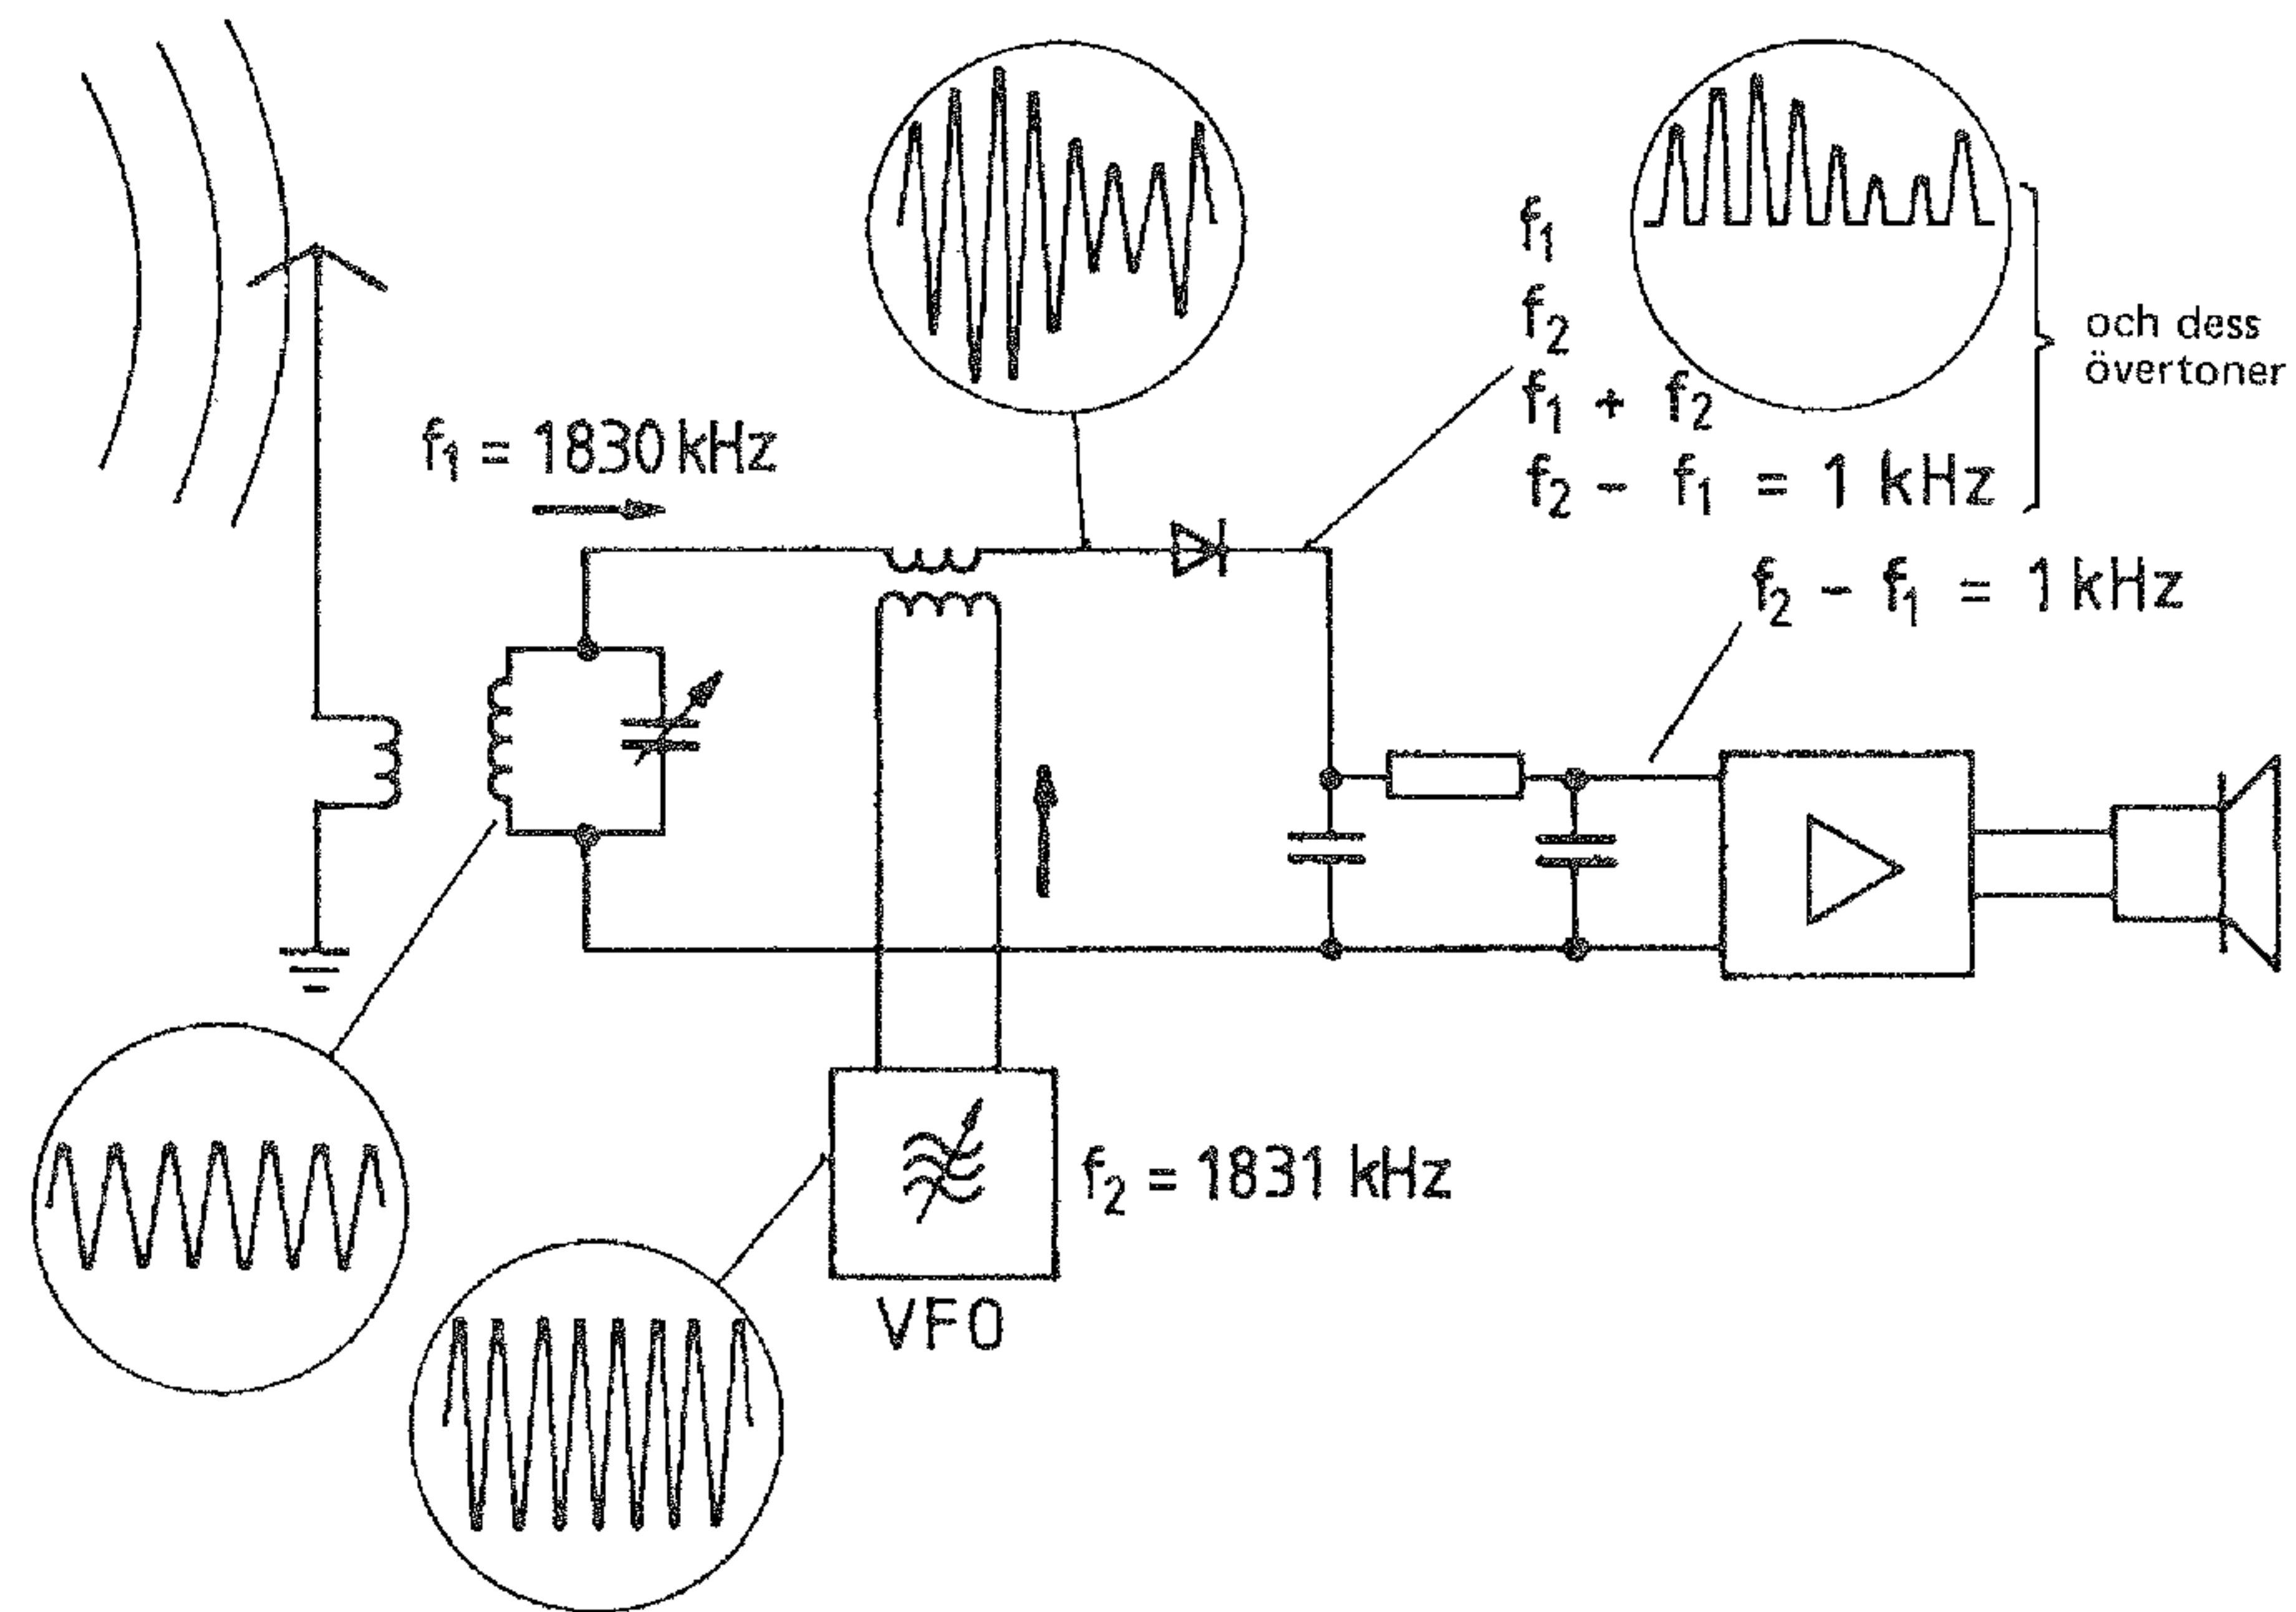 f₁ = 1830 kHz
f₁
f₂
f₁ + f₂
f₂ - f₁ = 1 kHz
och dess
övertoner
f₂ - f₁ = 1 kHz
f₂ = 1831 kHz
VFO